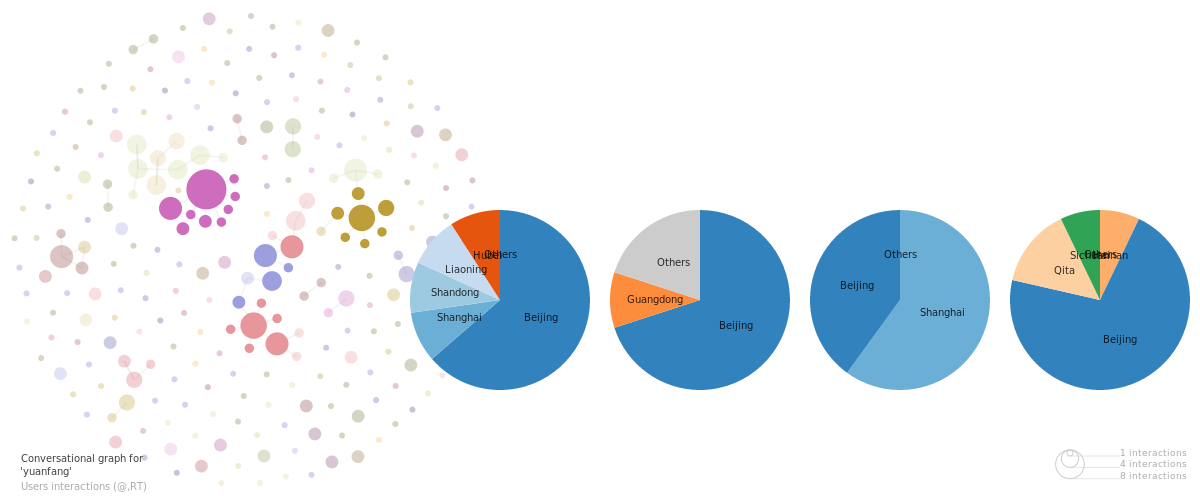 Others
Hubei
Liaoning
Shandong
Shanghai
Beijing
Others
Guangdong
Beijing
Others
Beijing
Shanghai
Others
Qita
Beijing
Conversational graph for
'yuanfang'
Users interactions (@,RT)
1 interactions
4 interactions
8 interactions